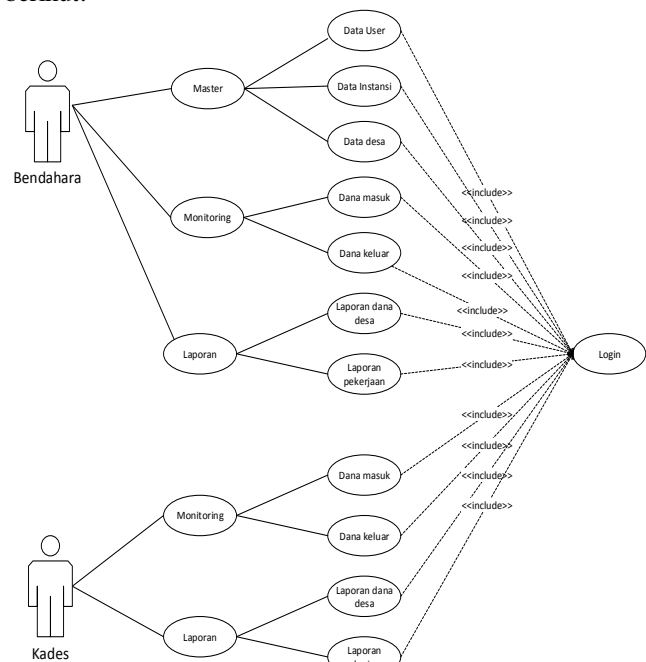 Data User
Master
Data Instansi
Bendahara
Data desa
Dana masuk
<<include>>
<<include>>
Monitoring
<<include>>
Dana keluar
<<include>>
Laporan dana
desa
<<include>>
<<include>>
Laporan
Login
Laporan
pekerjaan
<<include>>
<<include>>
<<include>>
Dana masuk
<<include>>
<<include>>
Monitoring
Dana keluar
Laporan dana
desa
Kades
Laporan
Laporan